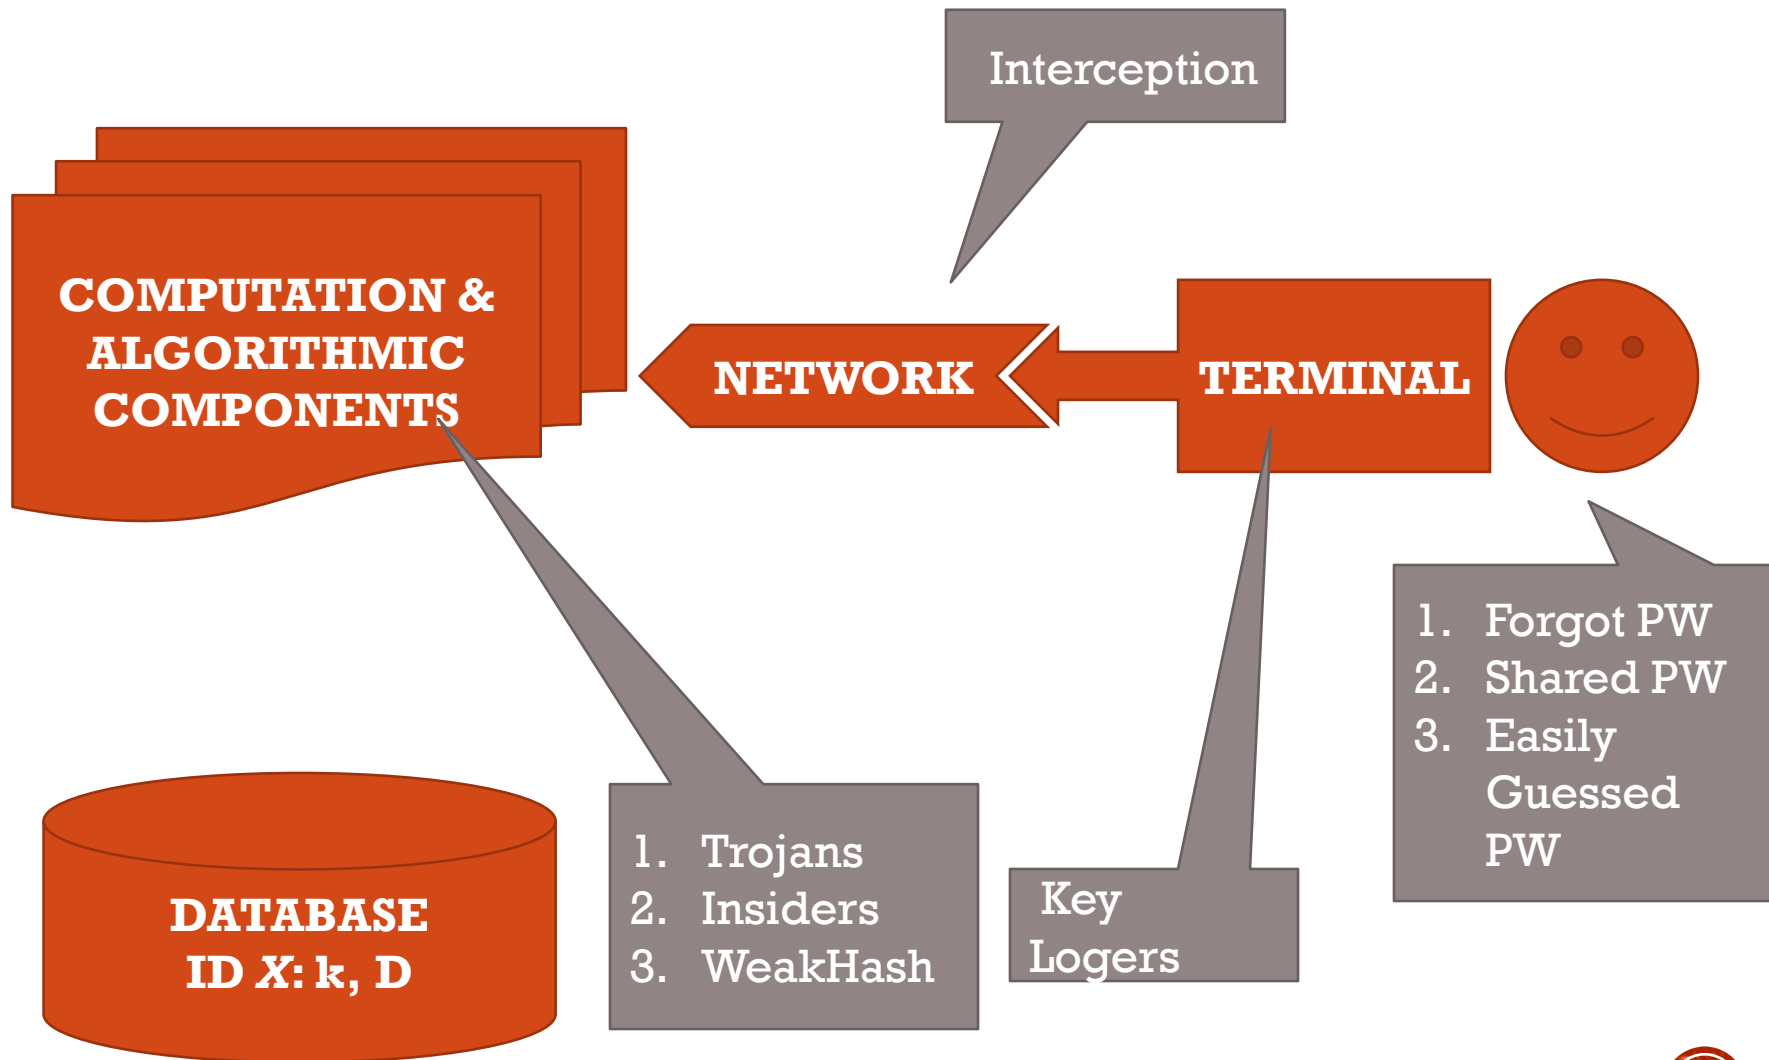 Interception
COMPUTATION &
ALGORITHMIC
COMPONENTS
NETWORK
TERMINAL
1. Forgot PW
2. Shared PW
3. Easily
Guessed
PW
1. Trojans
2. Insiders
3. WeakHash
Key
Logers
DATABASE
ID X: k, D